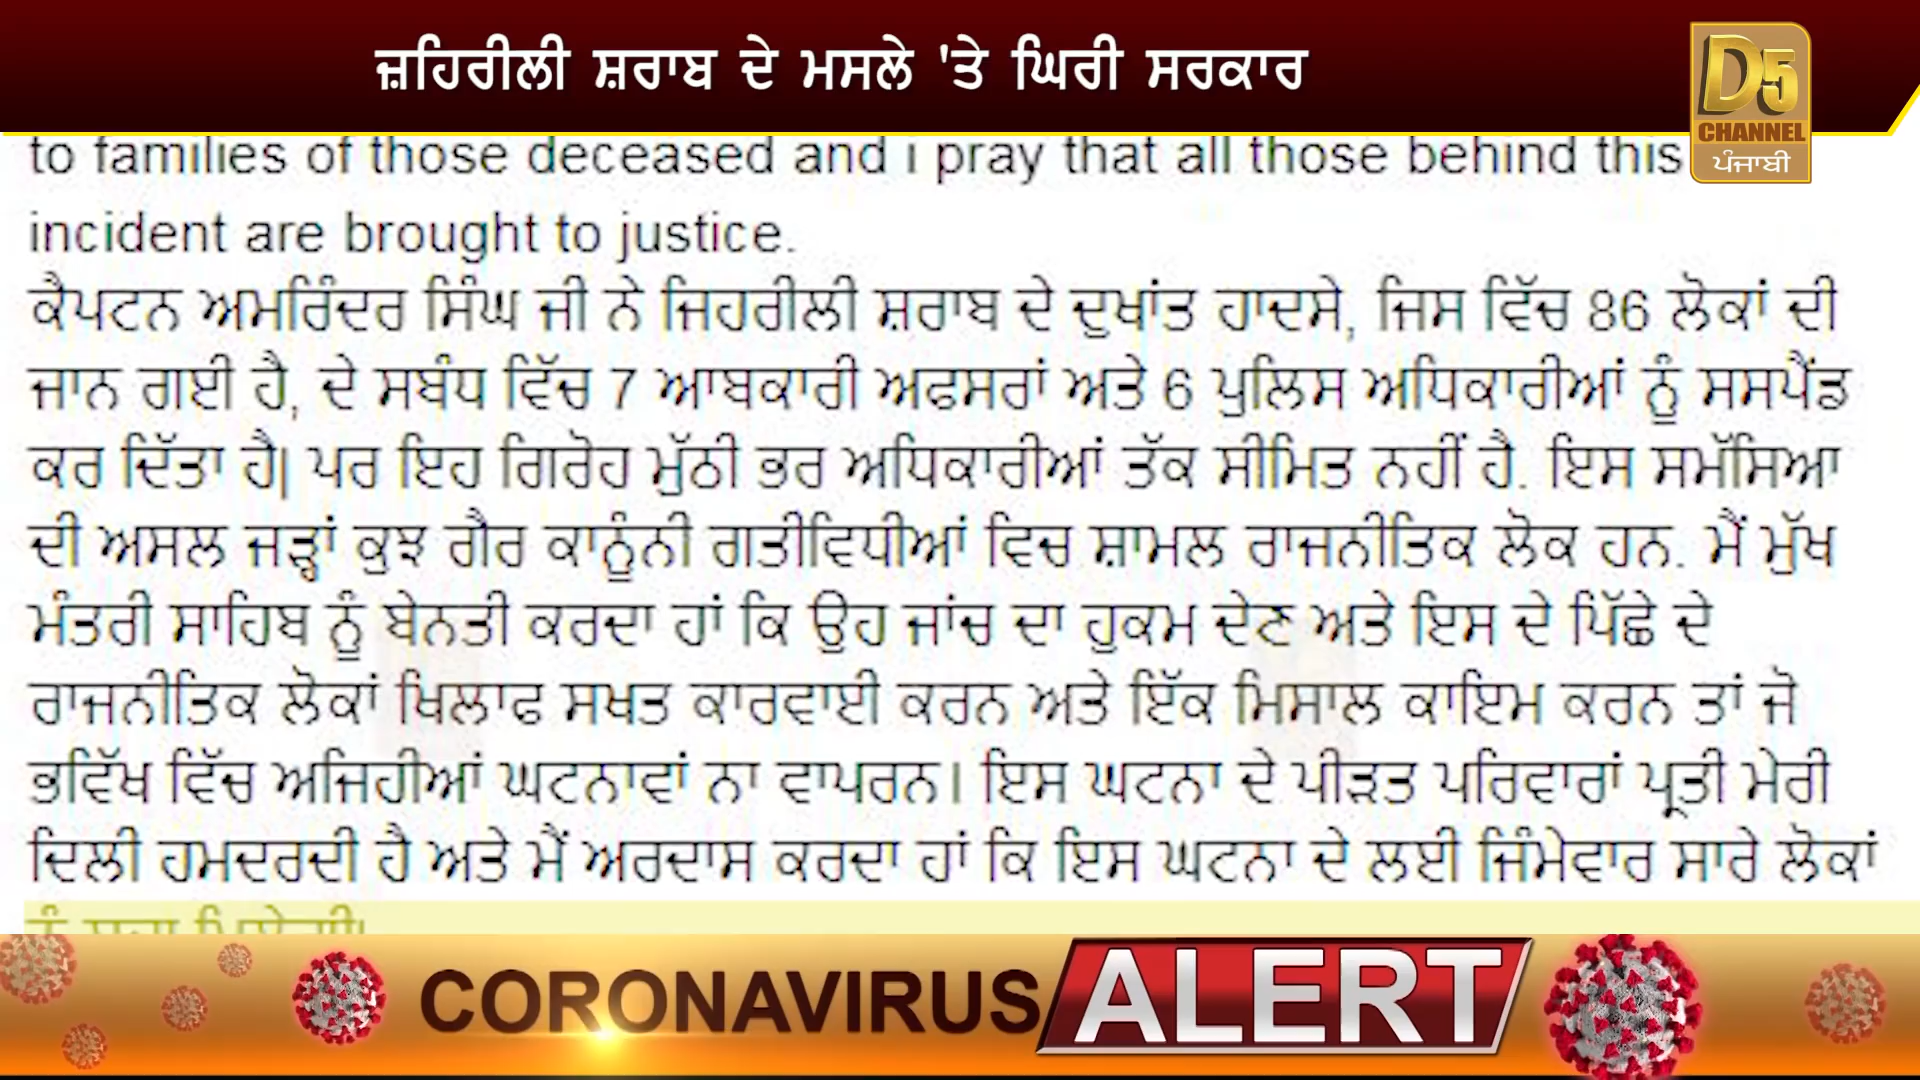 ਜ਼ਹਿਰੀਲੀ ਸ਼ਰਾਬ ਦੇ ਮਸਲੇ 'ਤੇ ਘਿਰੀ ਸਰਕਾਰ
D5
CHANNEL
ਪੰਜਾਬੀ
to families of those deceased and i pray that all those behind this
incident are brought to justice.
ਕੈਪਟਨ ਅਮਰਿੰਦਰ ਸਿੰਘ ਜੀ ਨੇ ਜਿਹਰੀਲੀ ਸ਼ਰਾਬ ਦੇ ਦੁਖਾਂਤ ਹਾਦਸੇ, ਜਿਸ ਵਿੱਚ 86 ਲੋਕਾਂ ਦੀ
ਜਾਨ ਗਈ ਹੈ, ਦੇ ਸਬੰਧ ਵਿੱਚ 7 ਆਬਕਾਰੀ ਅਫਸਰਾਂ ਅਤੇ 6 ਪੁਲਿਸ ਅਧਿਕਾਰੀਆਂ ਨੂੰ ਸਸਪੈਂਡ
ਕਰ ਦਿੱਤਾ ਹੈ| ਪਰ ਇਹ ਗਿਰੋਹ ਮੁੱਠੀ ਭਰ ਅਧਿਕਾਰੀਆਂ ਤੱਕ ਸੀਮਿਤ ਨਹੀਂ ਹੈ. ਇਸ ਸਮੱਸਿਆ
ਦੀ ਅਸਲ ਜੜ੍ਹਾਂ ਕੁਝ ਗੈਰ ਕਾਨੂੰਨੀ ਗਤੀਵਿਧੀਆਂ ਵਿਚ ਸ਼ਾਮਲ ਰਾਜਨੀਤਿਕ ਲੋਕ ਹਨ. ਮੈਂ ਮੁੱਖ
ਮੰਤਰੀ ਸਾਹਿਬ ਨੂੰ ਬੇਨਤੀ ਕਰਦਾ ਹਾਂ ਕਿ ਉਹ ਜਾਂਚ ਦਾ ਹੁਕਮ ਦੇਣ ਅਤੇ ਇਸ ਦੇ ਪਿੱਛੇ ਦੇ
ਰਾਜਨੀਤਿਕ ਲੋਕਾਂ ਖਿਲਾਫ ਸਖਤ ਕਾਰਵਾਈ ਕਰਨ ਅਤੇ ਇੱਕ ਮਿਸਾਲ ਕਾਇਮ ਕਰਨ ਤਾਂ ਜੋ
ਭਵਿੱਖ ਵਿੱਚ ਅਜਿਹੀਆਂ ਘਟਨਾਵਾਂ ਨਾ ਵਾਪਰਨ। ਇਸ ਘਟਨਾ ਦੇ ਪੀੜਤ ਪਰਿਵਾਰਾਂ ਪ੍ਰਤੀ ਮੇਰੀ
ਦਿਲੀ ਹਮਦਰਦੀ ਹੈ ਅਤੇ ਮੈਂ ਅਰਦਾਸ ਕਰਦਾ ਹਾਂ ਕਿ ਇਸ ਘਟਨਾ ਦੇ ਲਈ ਜਿੰਮੇਵਾਰ ਸਾਰੇ ਲੋਕਾਂ
CORONAVIRUS ALERT